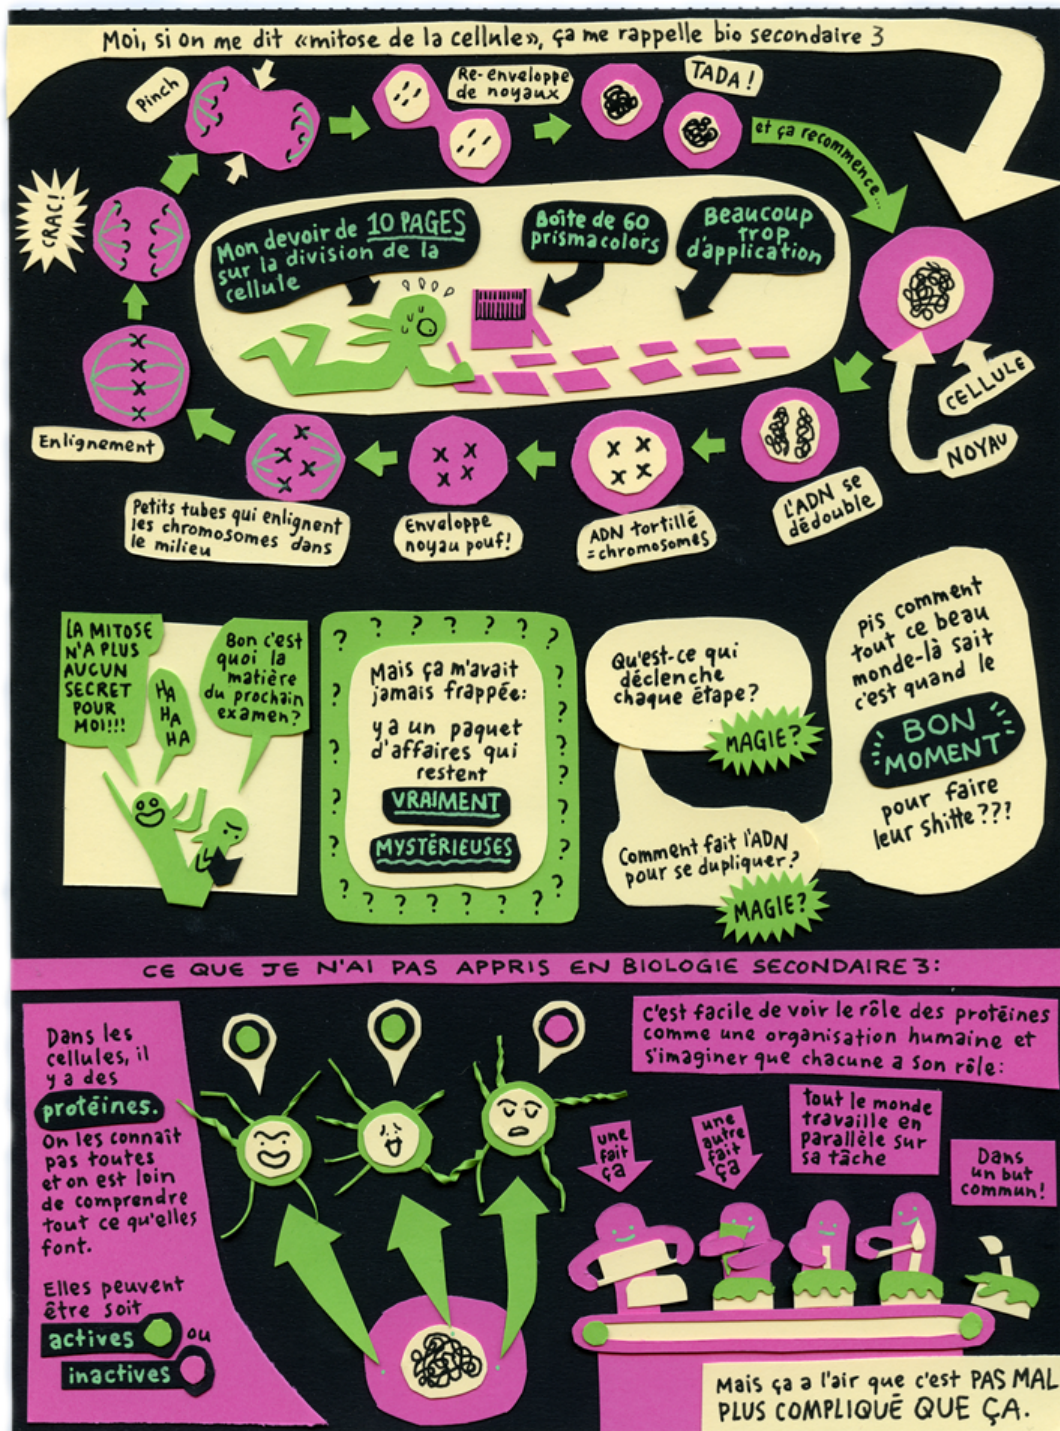 Moi, si on me dit «mitose de la cellule», ça me rappelle bio secondaire 3
CELLULE
NOYAU
L'ADN se
dédouble
ADN tortillé
=chromosomes
Enveloppe
noyau pouf!
Petits tubes qui enlignent
les chromosomes dans
le milieu
Enlignement
CRAC!
Pinch
Re-enveloppe
de noyaux
TADA!
et ça recommence...
Mon devoir de 10 PAGES
sur la division de la
cellule
Boîte de 60
prismacolors
Beaucoup
trop
d'application
LA MITOSE
N'A PLUS
AUCUN
SECRET
POUR
MOI!!!
HA
HA
HA
Bon c'est
quoi la
matière
du prochain
examen?
? ? ? ? ? ?
Mais ça m'avait
jamais frappée:
y a un paquet
d'affaires qui
restent
VRAIMENT
MYSTÉRIEUSES
Qu'est-ce qui
déclenche
chaque étape?
MAGIE?
Comment fait l'ADN
pour se dupliquer?
MAGIE?
Pis comment
tout ce beau
monde-là sait
c'est quand le
BON
MOMENT
pour faire
leur shitte???
CE QUE JE N'AI PAS APPRIS EN BIOLOGIE SECONDAIRE 3:
Dans les
cellules, il
y a des
protéines.
On les connaît
pas toutes
et on est loin
de comprendre
tout ce qu'elles
font.
Elles peuvent
être soit
actives ou
inactives
C'est facile de voir le rôle des protéines
comme une organisation humaine et
s'imaginer que chacune a son rôle:
une
fait
ça
une
autre
fait
ça
tout le monde
travaille en
parallèle sur
sa tâche
Dans
un but
commun!
Mais ça a l'air que c'est PAS MAL
PLUS COMPLIQUÉ QUE ÇA.